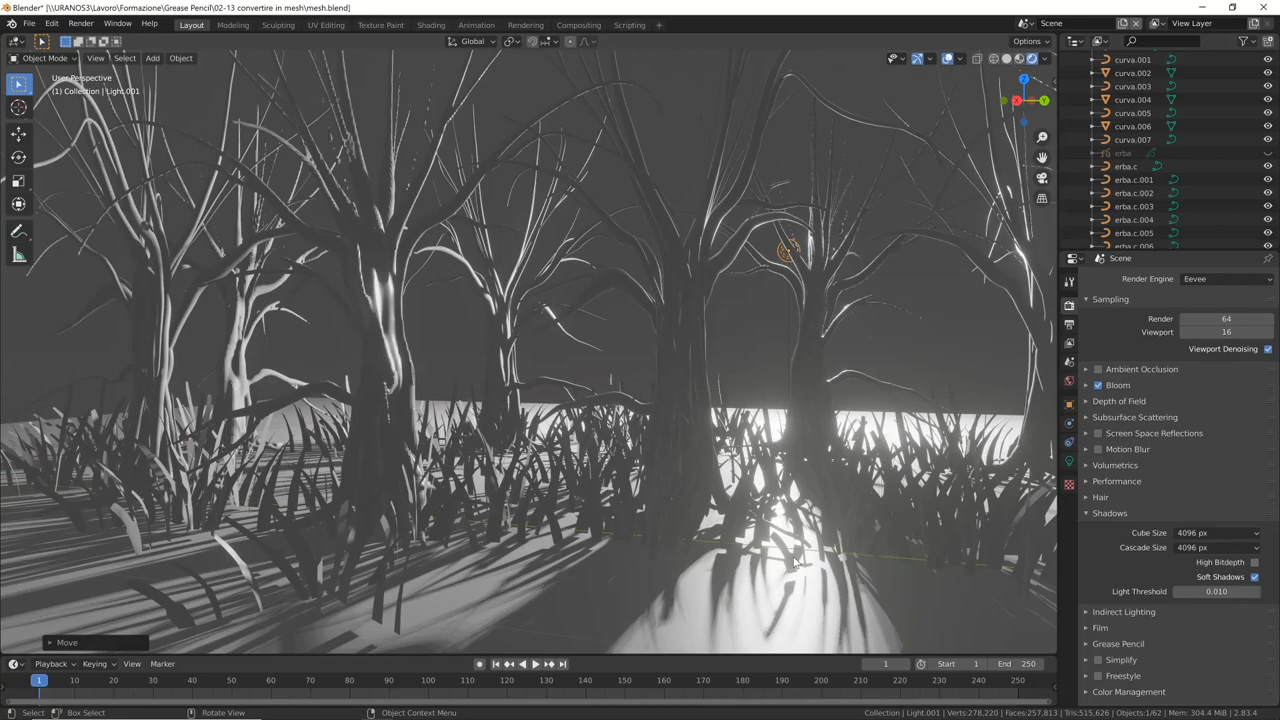 Blender* [\\URANOS3\Lavoro\Formazione\Grease Pencil\02-13 convertire in mesh\mesh.blend]
File Edit Render Window Help Layout Modeling Sculpting UV Editing Texture Paint Shading Animation Rendering Compositing Scripting Scene View Layer
Global Options
Object Mode View Select Add Object
User Perspective
(1) Collection | Light.001
Z
X
Y
curva.001
curva.002
curva.003
curva.004
curva.005
curva.006
curva.007
erba
erba.c
erba.c.001
erba.c.002
erba.c.003
erba.c.004
erba.c.005
erba.c.006
Scene
Render Engine Eevee
Sampling
Render 64
Viewport 16
Viewport Denoising
Ambient Occlusion
Bloom
Depth of Field
Subsurface Scattering
Screen Space Reflections
Motion Blur
Volumetrics
Performance
Hair
Shadows
Cube Size 4096 px
Cascade Size 4096 px
High Bitdepth
Soft Shadows
Light Threshold 0.010
Indirect Lighting
Film
Grease Pencil
Simplify
Freestyle
Color Management
Move
Playback Keying View Marker 1 Start 1 End 250
1 10 20 30 40 50 60 70 80 90 100 110 120 130 140 150 160 170 180 190 200 210 220 230 240 250
Select Box Select Rotate View Object Context Menu Collection | Light.001 | Verts:278,220 | Faces:257,813 | Tris:515,626 | Objects:1/62 | Mem: 304.4 MiB | 2.83.4